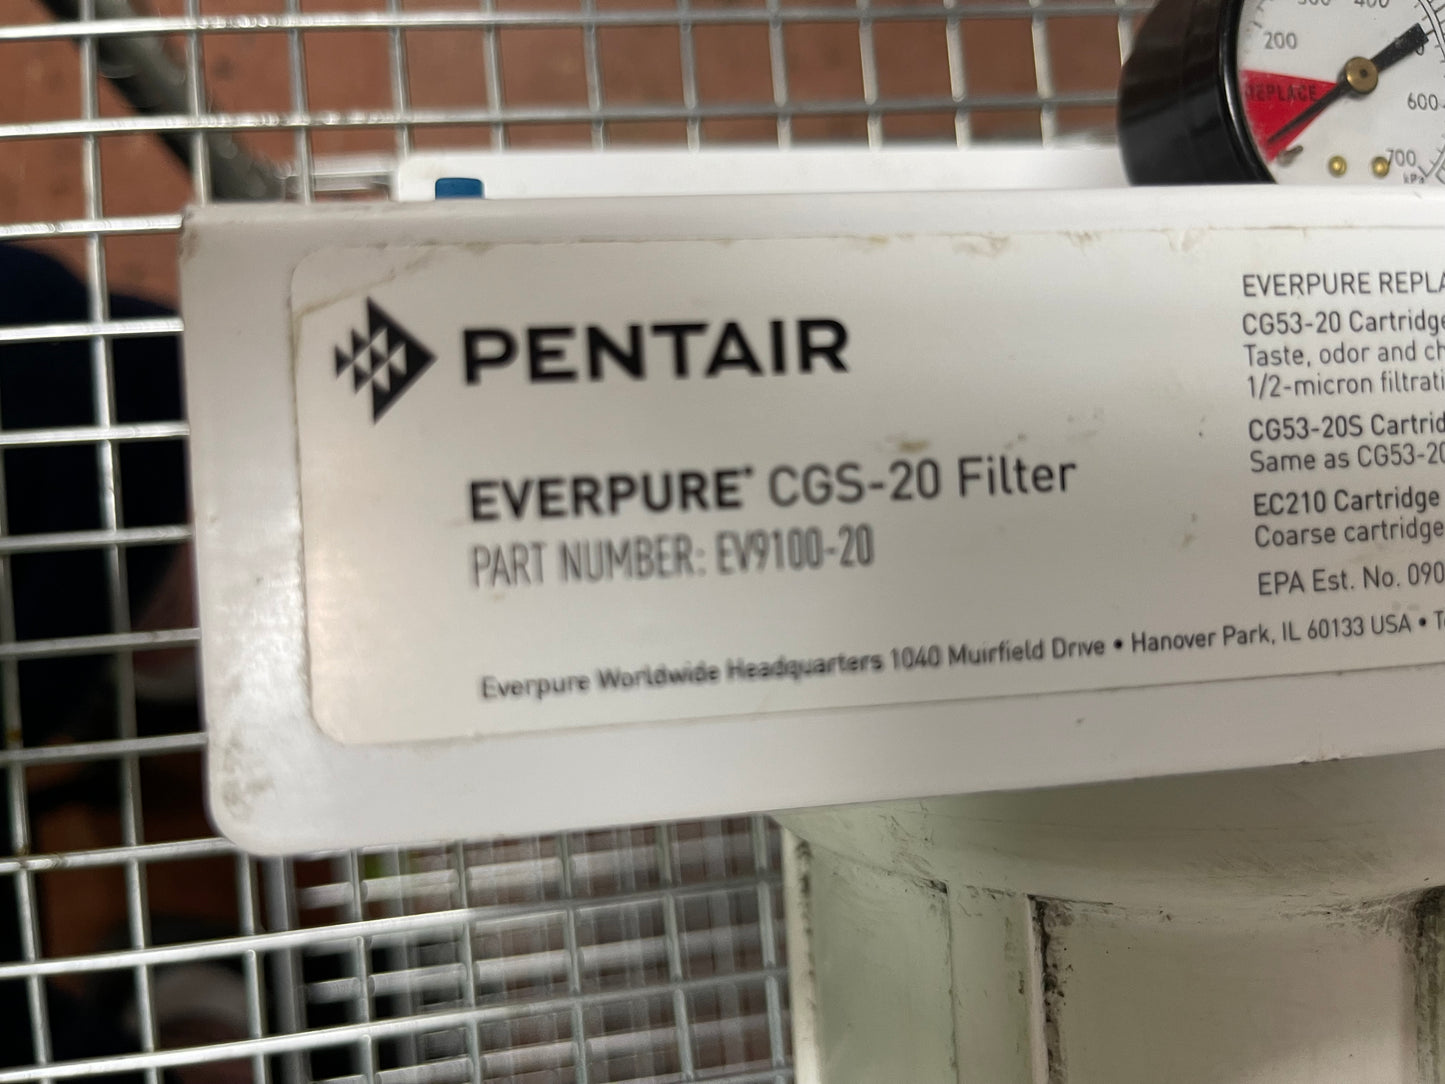 400
200
REPLACE
600
700
kPa
PENTAIR
EVERPURE® CGS-20 Filter
PART NUMBER: EV9100-20
Everpure Worldwide Headquarters 1040 Muirfield Drive • Hanover Park, IL 60133 USA •
EVERPURE
CG53-20
Taste, odor and
1/2-micron
CG53-20S
Same as
EC210 Cartridge
Coarse cartridge
EPA Est. No.